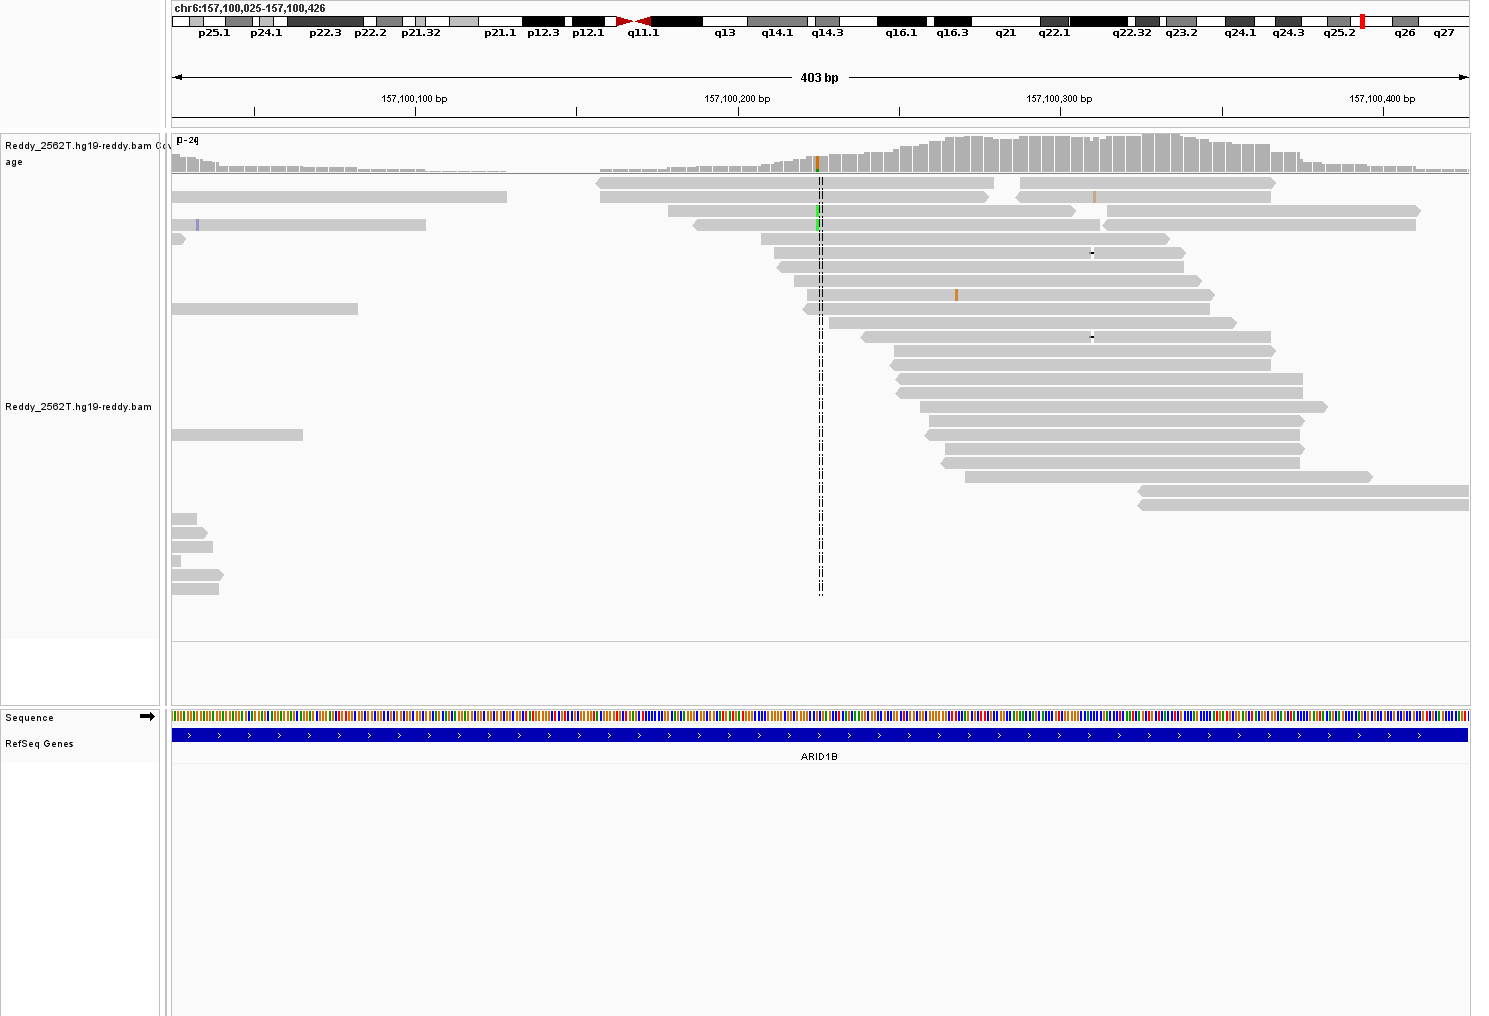 chr6:157,100,025-157,100,426
p25.1 p24.1 p22.3 p22.2 p21.32 p21.1 p12.3 p12.1 q11.1 q13 q14.1 q14.3 q16.1 q16.3 q21 q22.1 q22.32 q23.2 q24.1 q24.3 q25.2 q26 q27
403 bp
157,100,100 bp 157,100,200 bp 157,100,300 bp 157,100,400 bp
Reddy_2562T.hg19-reddy.bam Cov
age
[0-24]
Reddy_2562T.hg19-reddy.bam
Sequence
RefSeq Genes
ARID1B